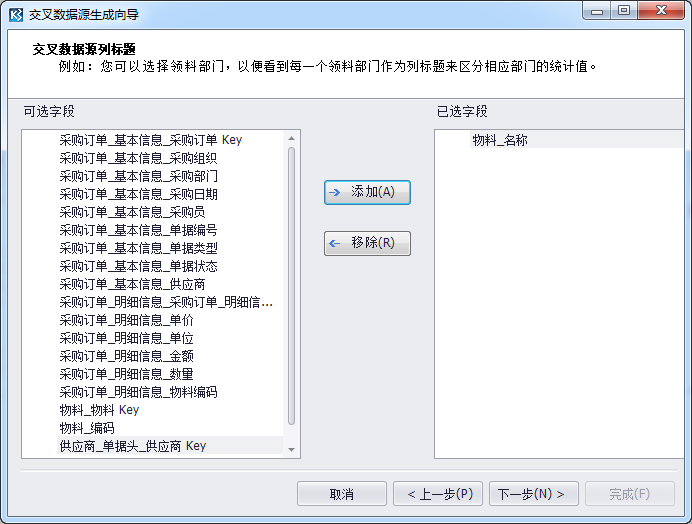 交叉数据源生成向导
交叉数据源列标题
例如：您可以选择领料部门，以便看到每一个领料部门作为列标题来区分相应部门的统计值。
可选字段
已选字段
采购订单_基本信息_采购订单 Key
采购订单_基本信息_采购组织
采购订单_基本信息_采购部门
采购订单_基本信息_采购日期
采购订单_基本信息_采购员
采购订单_基本信息_单据编号
采购订单_基本信息_单据类型
采购订单_基本信息_单据状态
采购订单_基本信息_供应商
采购订单_明细信息_采购订单_明细信...
采购订单_明细信息_单价
采购订单_明细信息_单位
采购订单_明细信息_金额
采购订单_明细信息_数量
采购订单_明细信息_物料编码
物料_物料 Key
物料_编码
供应商_单据头_供应商 Key
添加(A)
移除(R)
物料_名称
取消
< 上一步(P)
下一步(N) >
完成(F)